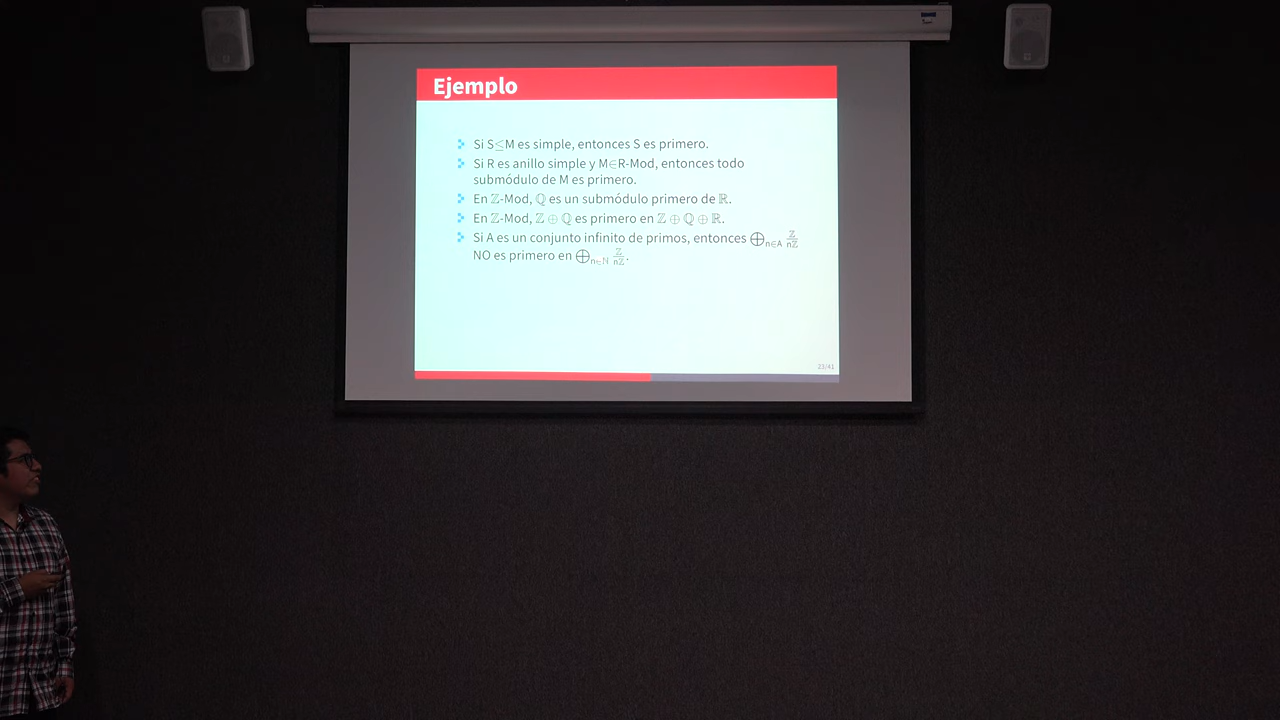 Ejemplo
Si S≤M es simple, entonces S es primero.
Si R es anillo simple y M∈R-Mod, entonces todo
submódulo de M es primero.
En ℤ-Mod, ℚ es un submódulo primero de ℝ.
En ℤ-Mod, ℤ ⊕ ℚ es primero en ℤ ⊕ ℚ ⊕ ℝ.
Si A es un conjunto infinito de primos, entonces ⨁n∈A ℤ/nℤ
NO es primero en ⨁n∈ℕ ℤ/nℤ.
23/41